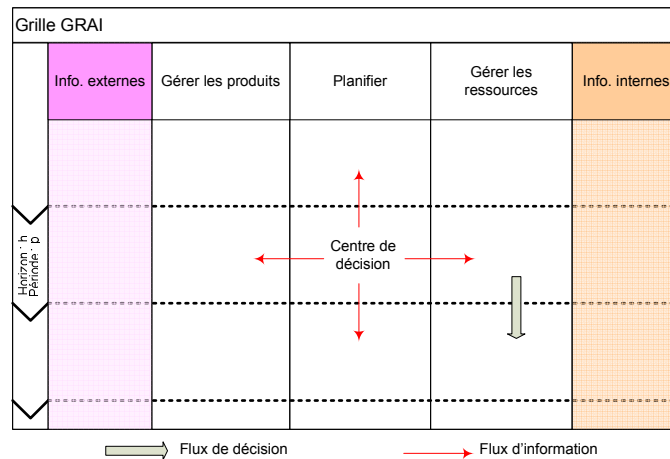 Grille GRAI
Info. externes
Gérer les produits
Planifier
Gérer les
ressources
Info. internes
Horizon : h
Période : p
Centre de
décision
Flux de décision
Flux d'information